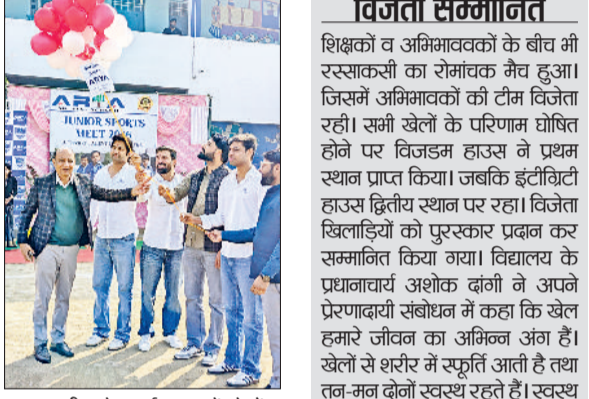 ARYA
JUNIOR SPORTS
MEET
विजेता सम्मानित
शिक्षकों व अभिभाववकों के बीच भी
रस्साकसी का रोमांचक मैच हुआ।
जिसमें अभिभावकों की टीम विजेता
रही। सभी खेलों के परिणाम घोषित
होने पर विजडम हाउस ने प्रथम
स्थान प्राप्त किया। जबकि इंटीग्रिटी
हाउस द्वितीय स्थान पर रहा। विजेता
खिलाड़ियों को पुरस्कार प्रदान कर
सम्मानित किया गया। विद्यालय के
प्रधानाचार्य अशोक दांगी ने अपने
प्रेरणादायी संबोधन में कहा कि खेल
हमारे जीवन का अभिन्न अंग हैं।
खेलों से शरीर में स्फूर्ति आती है तथा
तन-मन दोनों स्वस्थ रहते हैं। स्वस्थ